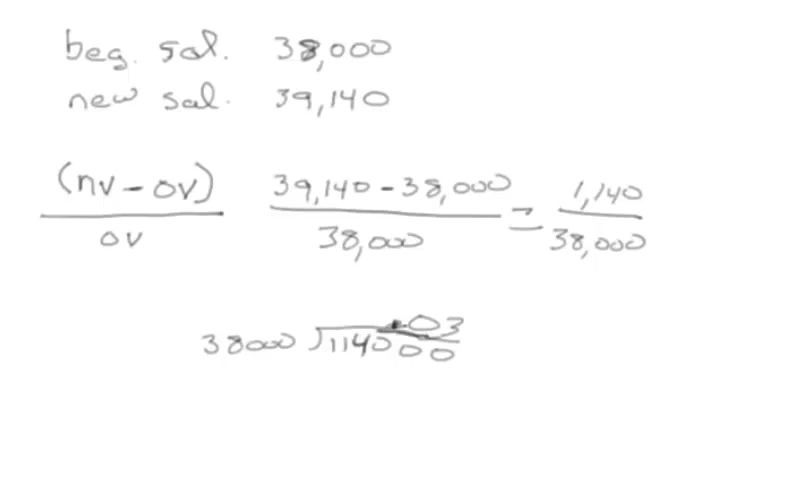 beg. sal. 38,000
new sal. 39,140
(nv - ov) 39,140 - 38,000 1,140
=
ov 38,000 38,000
.03
38000 114000 0